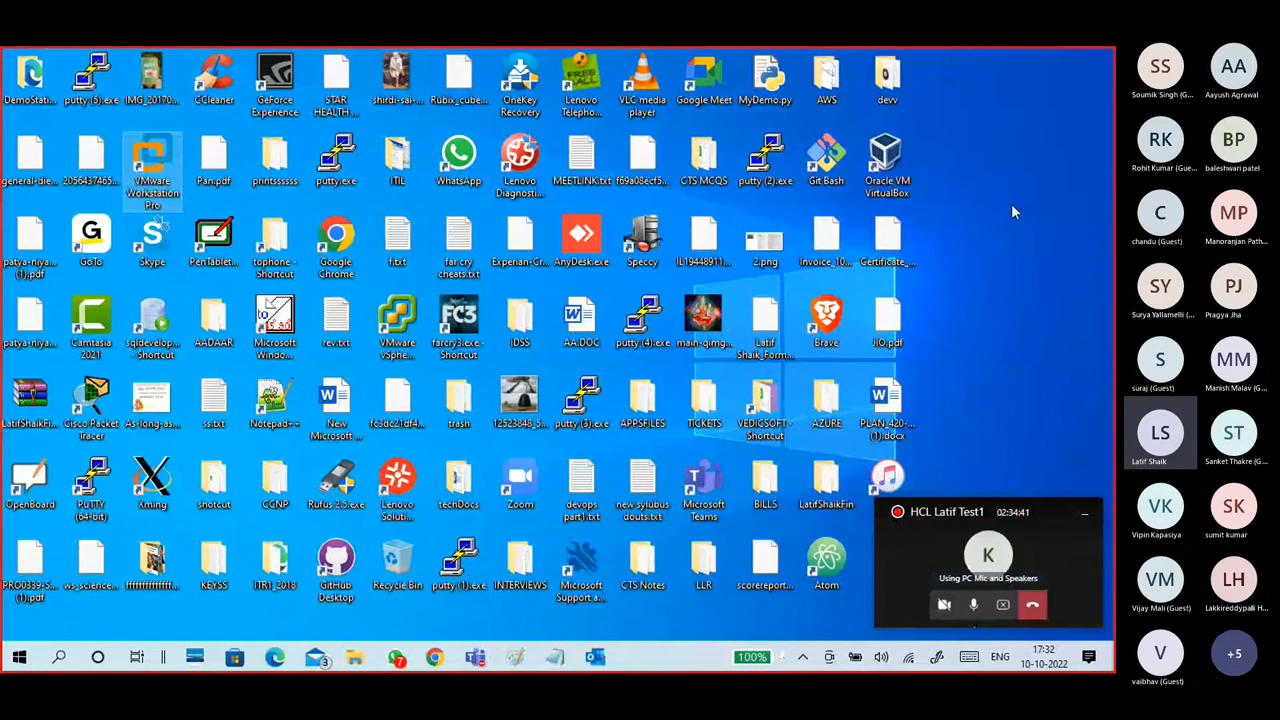 DemoStati...
putty (5).exe
IMG_20170...
CCleaner
GeForce
Experience
STAR
HEALTH ...
shirdi-sai-...
Rubix_cube...
OneKey
Recovery
FREE
CALL
Lenovo
Telepho...
VLC media
player
Google Meet
MyDemo.py
AWS
devv
general-die...
2056437465...
VMware
Workstation
Pro
Pan.pdf
printsssss
putty.exe
ITIL
WhatsApp
Lenovo
Diagnosti...
MEETLINK.txt
f69a08ecf5...
CTS MCQS
putty (2).exe
Git Bash
Oracle VM
VirtualBox
patya-niya...
(1).pdf
G
GoTo
S
Skype
PenTablet...
tophone -
Shortcut
Google
Chrome
f.txt
far cry
cheats.txt
Experian-Cr...
AnyDesk.exe
Speccy
IL19448911...
2.png
Invoice_10...
Certificate_...
patya-niya...
C
Camtasia
2021
sqldevelop...
- Shortcut
AADAAR
Microsoft
Windo...
rev.txt
VMware
vSphe...
FC3
farcry3.exe -
Shortcut
IDSS
W
AA.DOC
putty (4).exe
main-qimg...
Latif
Shaik_Form...
Brave
JIO.pdf
LatifShaikFi...
Cisco Packet
Tracer
As-long-as...
ss.txt
Notepad++
W
New
Microsoft ...
fc3dc21df4...
trash
12523848_5...
putty (3).exe
APPSFILES
TICKETS
VEDICSOFT -
Shortcut
AZURE
W
PLAN_420-...
(1).docx
OpenBoard
PuTTY
(64-bit)
Xming
shotcut
CCNP
Rufus 2.5.exe
Lenovo
Soluti...
techDocs
Zoom
devops
part1.txt
new sylubus
douts.txt
Microsoft
Teams
BILLS
LatifShaikFin
PRO0339-S...
(1).pdf
ws_science...
ffffffffffffff...
KEYSS
ITR1_2018
GitHub
Desktop
Recycle Bin
putty (1).exe
INTERVIEWS
Microsoft
Support a...
CTS Notes
LLR
scorereport...
Atom
HCL Latif Test1 02:34:41
K
Using PC Mic and Speakers
3
7
100%
ENG
17:32
10-10-2022
SS
AA
Soumik Singh (G...
Aayush Agrawal
RK
BP
Rohit Kumar (Gue...
baleshwari patel
C
MP
chandu (Guest)
Manoranjan Path...
SY
PJ
Surya Yallamelli (...
Pragya Jha
S
MM
suraj (Guest)
Manish Malav (G...
LS
ST
Latif Shaik
Sanket Thakre (G...
VK
SK
Vipin Kapasiya
sumit kumar
VM
LH
Vijay Mali (Guest)
Lakkireddypalli H...
V
+5
vaibhav (Guest)